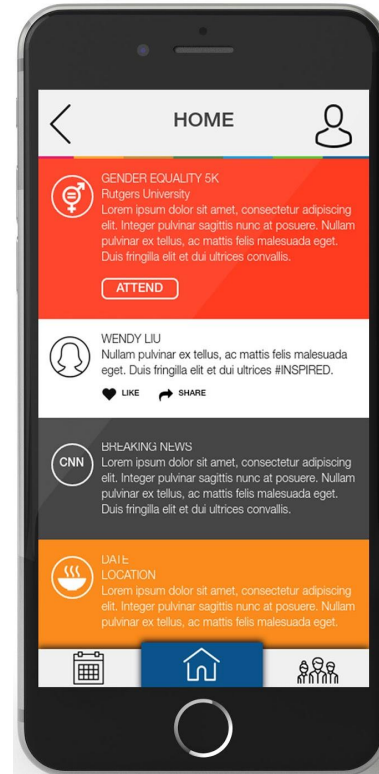 HOME
GENDER EQUALITY 5K
Rutgers University
Lorem ipsum dolor sit amet, consectetur adipiscing
elit. Integer pulvinar sagittis nunc at posuere. Nullam
pulvinar ex tellus, ac mattis felis malesuada eget.
Duis fringilla elit et dui ultrices convallis.
ATTEND
WENDY LIU
Nullam pulvinar ex tellus, ac mattis felis malesuada
eget. Duis fringilla elit et dui ultrices #INSPIRED.
LIKE SHARE
BREAKING NEWS
CNN
Lorem ipsum dolor sit amet, consectetur adipiscing
elit. Integer pulvinar sagittis nunc at posuere. Nullam
pulvinar ex tellus, ac mattis felis malesuada eget.
Duis fringilla elit et dui ultrices convallis.
DATE
LOCATION
Lorem ipsum dolor sit amet, consectetur adipiscing
elit. Integer pulvinar sagittis nunc at posuere. Nullam
pulvinar ex tellus, ac mattis felis malesuada eget.